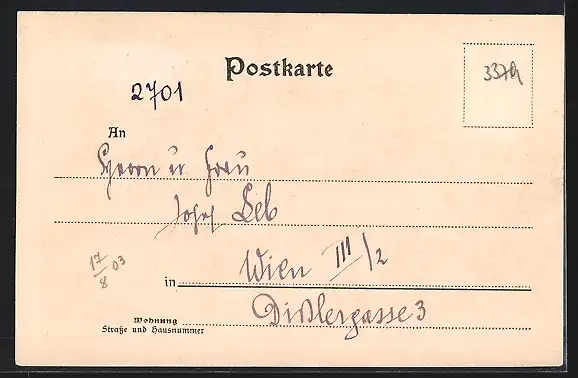 Postkarte
3379
2701
An
Herrn u Frau
Josef Leb
17/8 03
in Wien III/2
Dißlergasse 3
Wohnung
Straße und Hausnummer